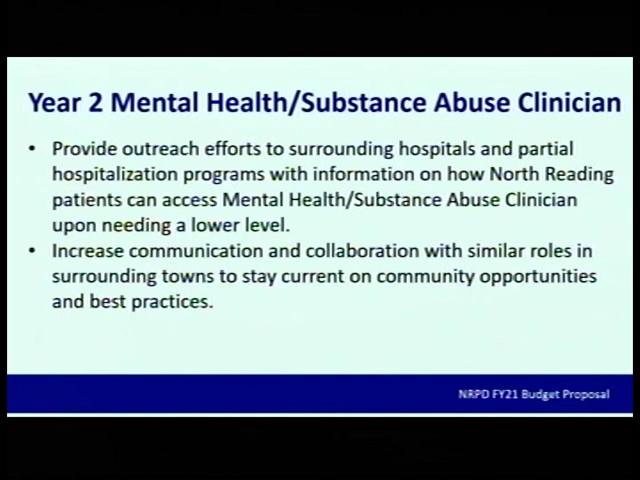 Year 2 Mental Health/Substance Abuse Clinician
• Provide outreach efforts to surrounding hospitals and partial
hospitalization programs with information on how North Reading
patients can access Mental Health/Substance Abuse Clinician
upon needing a lower level.
• Increase communication and collaboration with similar roles in
surrounding towns to stay current on community opportunities
and best practices.
NRPD FY21 Budget Proposal